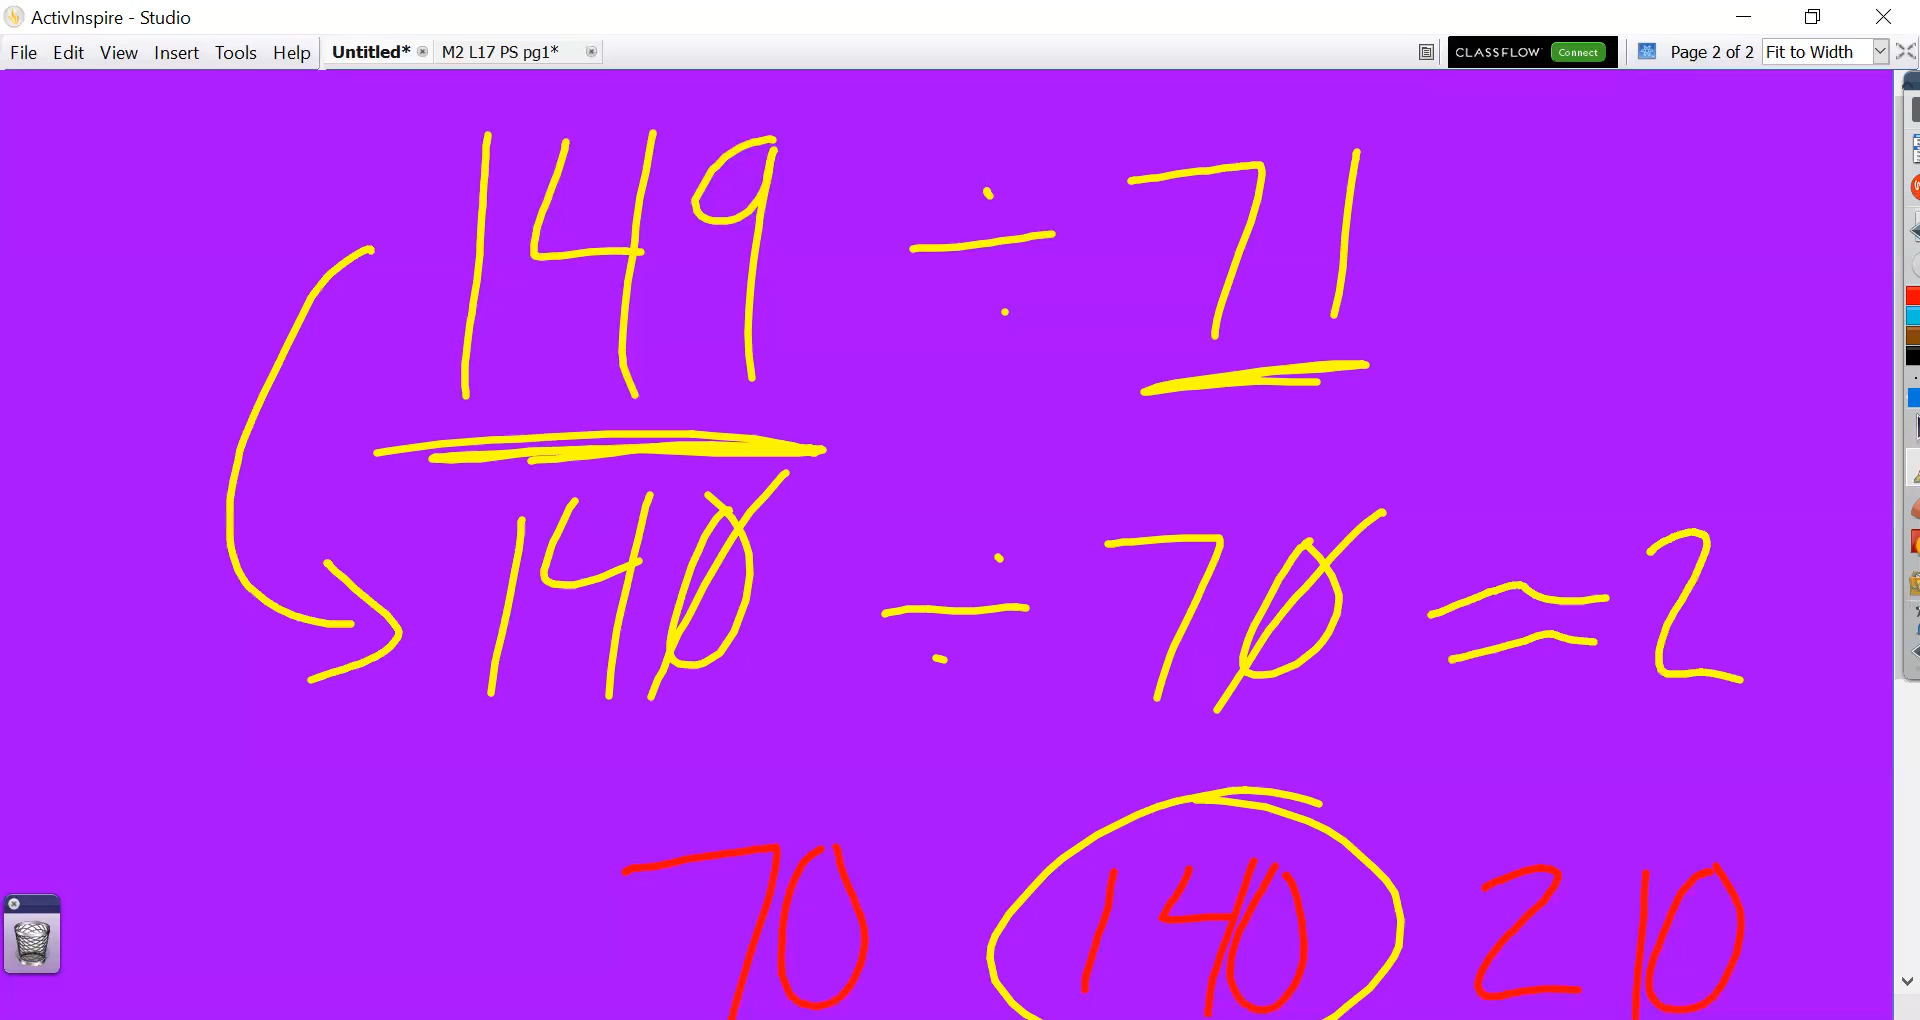 ActivInspire - Studio
File Edit View Insert Tools Help Untitled* M2 L17 PS pg1* CLASSFLOW Connect Page 2 of 2 Fit to Width
149 ÷ 71
140 ÷ 70 ≈ 2
70 140 210